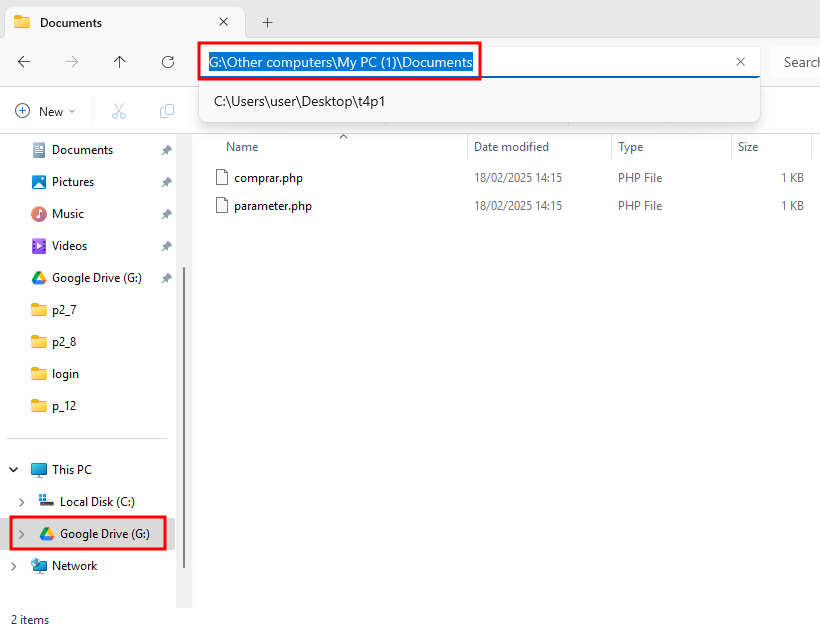 Documents
G:\Other computers\My PC (1)\Documents
Search
New
C:\Users\user\Desktop\t4p1
Name
Date modified
Type
Size
Documents
Pictures
Music
Videos
Google Drive (G:)
p2_7
p2_8
login
p_12
This PC
Local Disk (C:)
Google Drive (G:)
Network
comprar.php 18/02/2025 14:15 PHP File 1 KB
parameter.php 18/02/2025 14:15 PHP File 1 KB
2 items